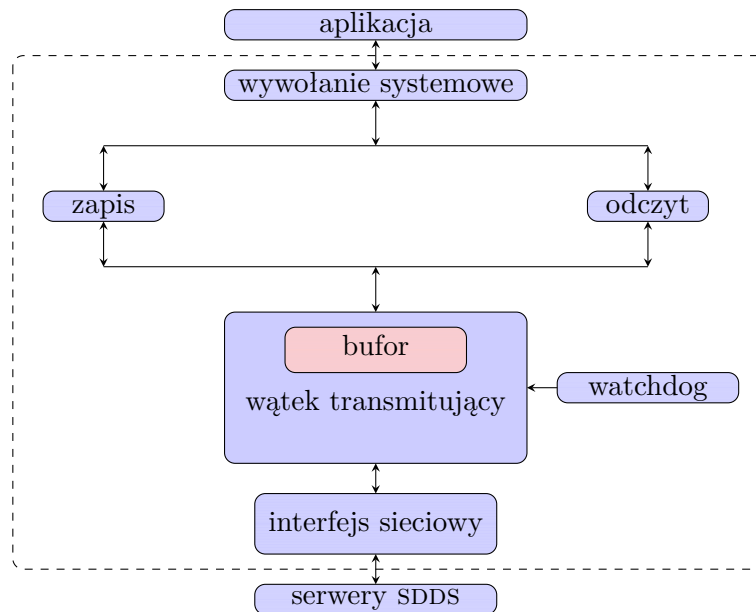 aplikacja
wywołanie systemowe
zapis
odczyt
bufor
wątek transmitujący
watchdog
interfejs sieciowy
serwery SDDS